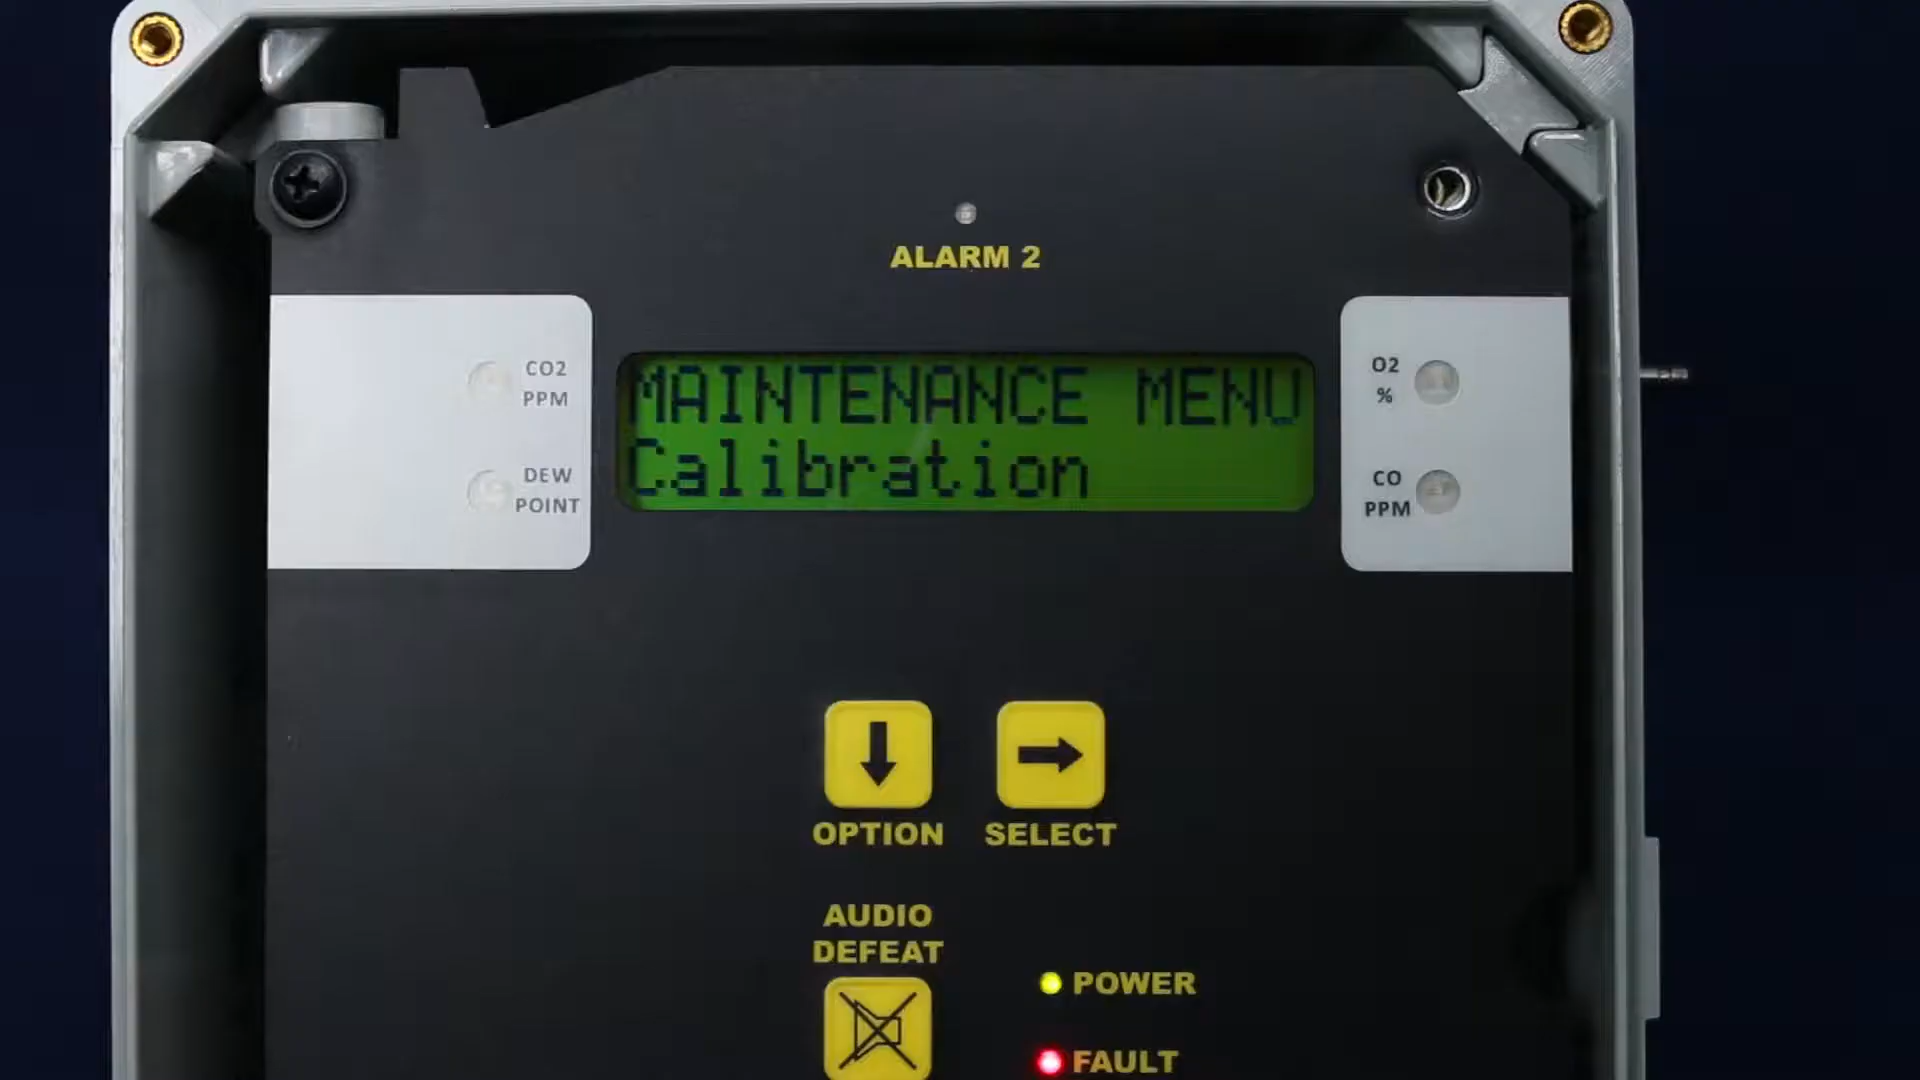 ALARM 2
CO2
PPM
DEW
POINT
MAINTENANCE MENU
Calibration
O2
%
CO
PPM
OPTION
SELECT
AUDIO
DEFEAT
POWER
FAULT